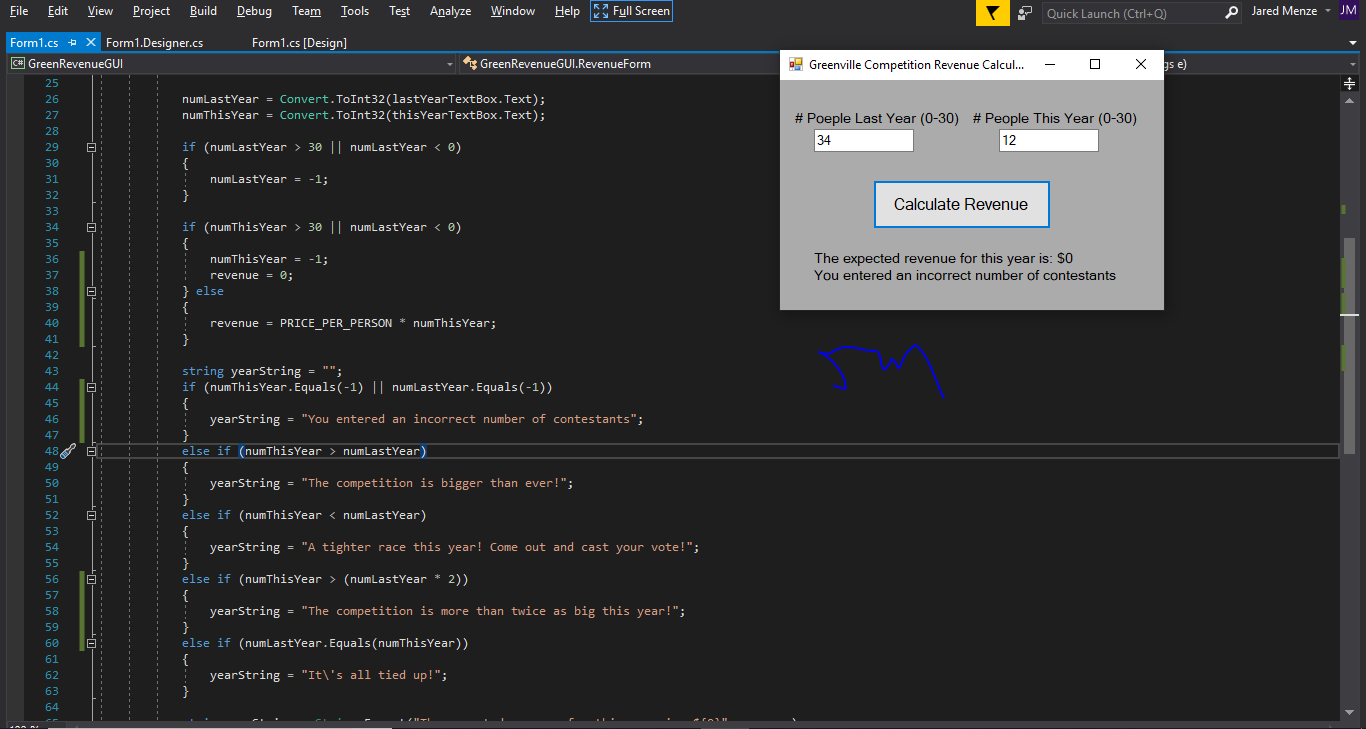 File Edit View Project Build Debug Team Tools Test Analyze Window Help Full Screen Quick Launch (Ctrl+Q) Jared Menze JM
Form1.cs Form1.Designer.cs Form1.cs [Design]
C# GreenRevenueGUI GreenRevenueGUI.RevenueForm gs e)
Greenville Competition Revenue Calcul...
# Poeple Last Year (0-30) # People This Year (0-30)
34 12
Calculate Revenue
The expected revenue for this year is: $0
You entered an incorrect number of contestants
JM
25
26 numLastYear = Convert.ToInt32(lastYearTextBox.Text);
27 numThisYear = Convert.ToInt32(thisYearTextBox.Text);
28
29 if (numLastYear > 30 || numLastYear < 0)
30 {
31 numLastYear = -1;
32 }
33
34 if (numThisYear > 30 || numLastYear < 0)
35 {
36 numThisYear = -1;
37 revenue = 0;
38 } else
39 {
40 revenue = PRICE_PER_PERSON * numThisYear;
41 }
42
43 string yearString = "";
44 if (numThisYear.Equals(-1) || numLastYear.Equals(-1))
45 {
46 yearString = "You entered an incorrect number of contestants";
47 }
48 else if (numThisYear > numLastYear)
49 {
50 yearString = "The competition is bigger than ever!";
51 }
52 else if (numThisYear < numLastYear)
53 {
54 yearString = "A tighter race this year! Come out and cast your vote!";
55 }
56 else if (numThisYear > (numLastYear * 2))
57 {
58 yearString = "The competition is more than twice as big this year!";
59 }
60 else if (numLastYear.Equals(numThisYear))
61 {
62 yearString = "It\'s all tied up!";
63 }
64